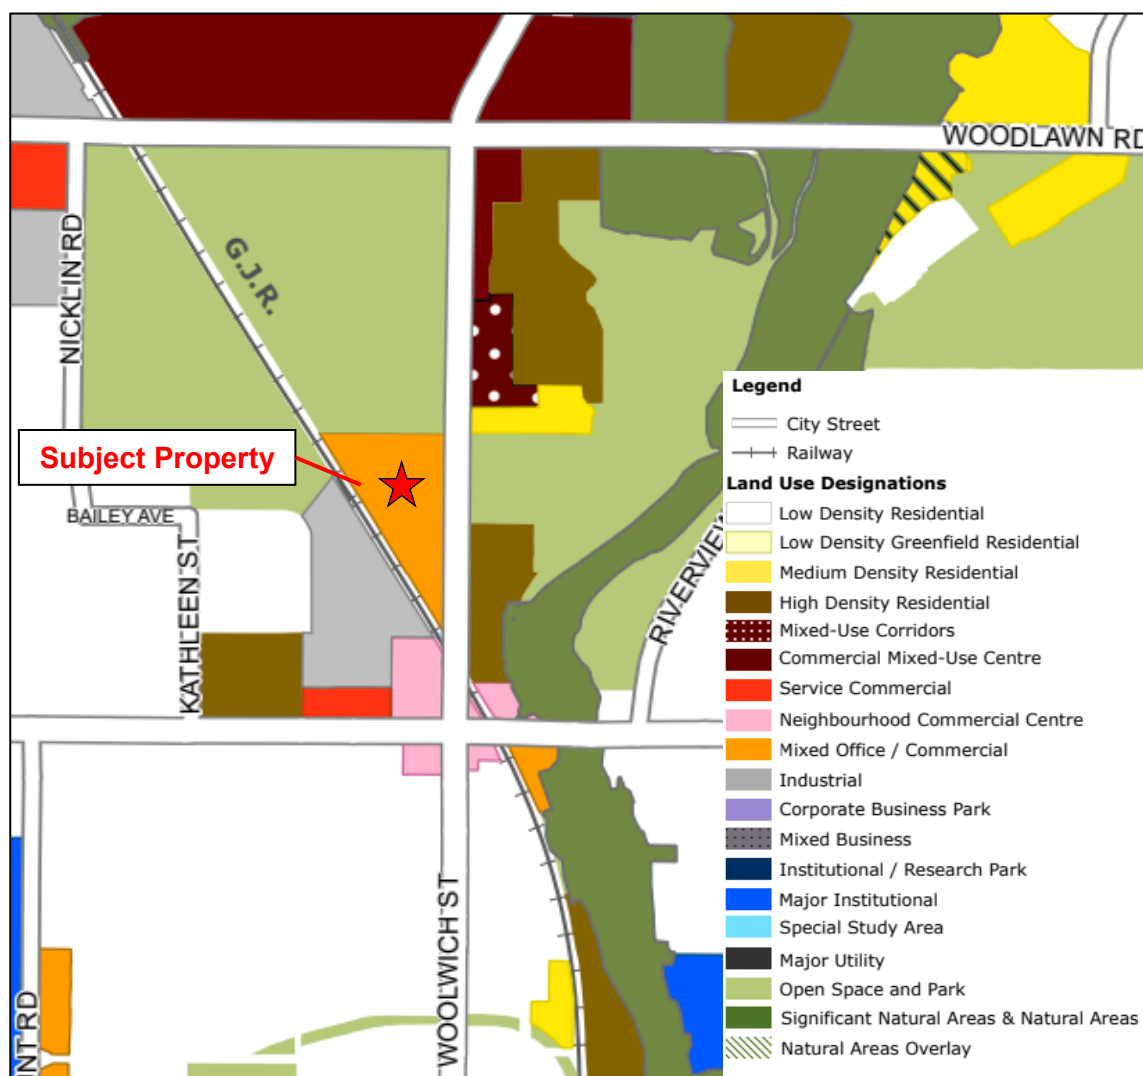 WOODLAWN RD
NICKLIN RD
G.J.R.
Subject Property
BAILEY AVE
KATHLEEN ST
RIVERVIEW
WOOLWICH ST
NT RD
Legend
City Street
Railway
Land Use Designations
Low Density Residential
Low Density Greenfield Residential
Medium Density Residential
High Density Residential
Mixed-Use Corridors
Commercial Mixed-Use Centre
Service Commercial
Neighbourhood Commercial Centre
Mixed Office / Commercial
Industrial
Corporate Business Park
Mixed Business
Institutional / Research Park
Major Institutional
Special Study Area
Major Utility
Open Space and Park
Significant Natural Areas & Natural Areas
Natural Areas Overlay